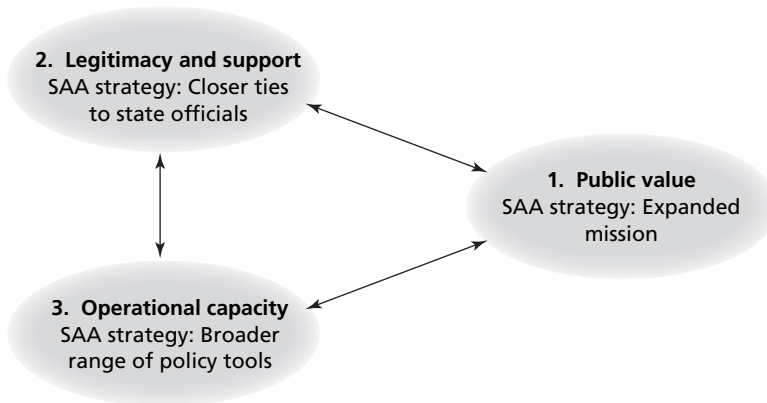 2. Legitimacy and support
SAA strategy: Closer ties
to state officials
1. Public value
SAA strategy: Expanded
mission
3. Operational capacity
SAA strategy: Broader
range of policy tools